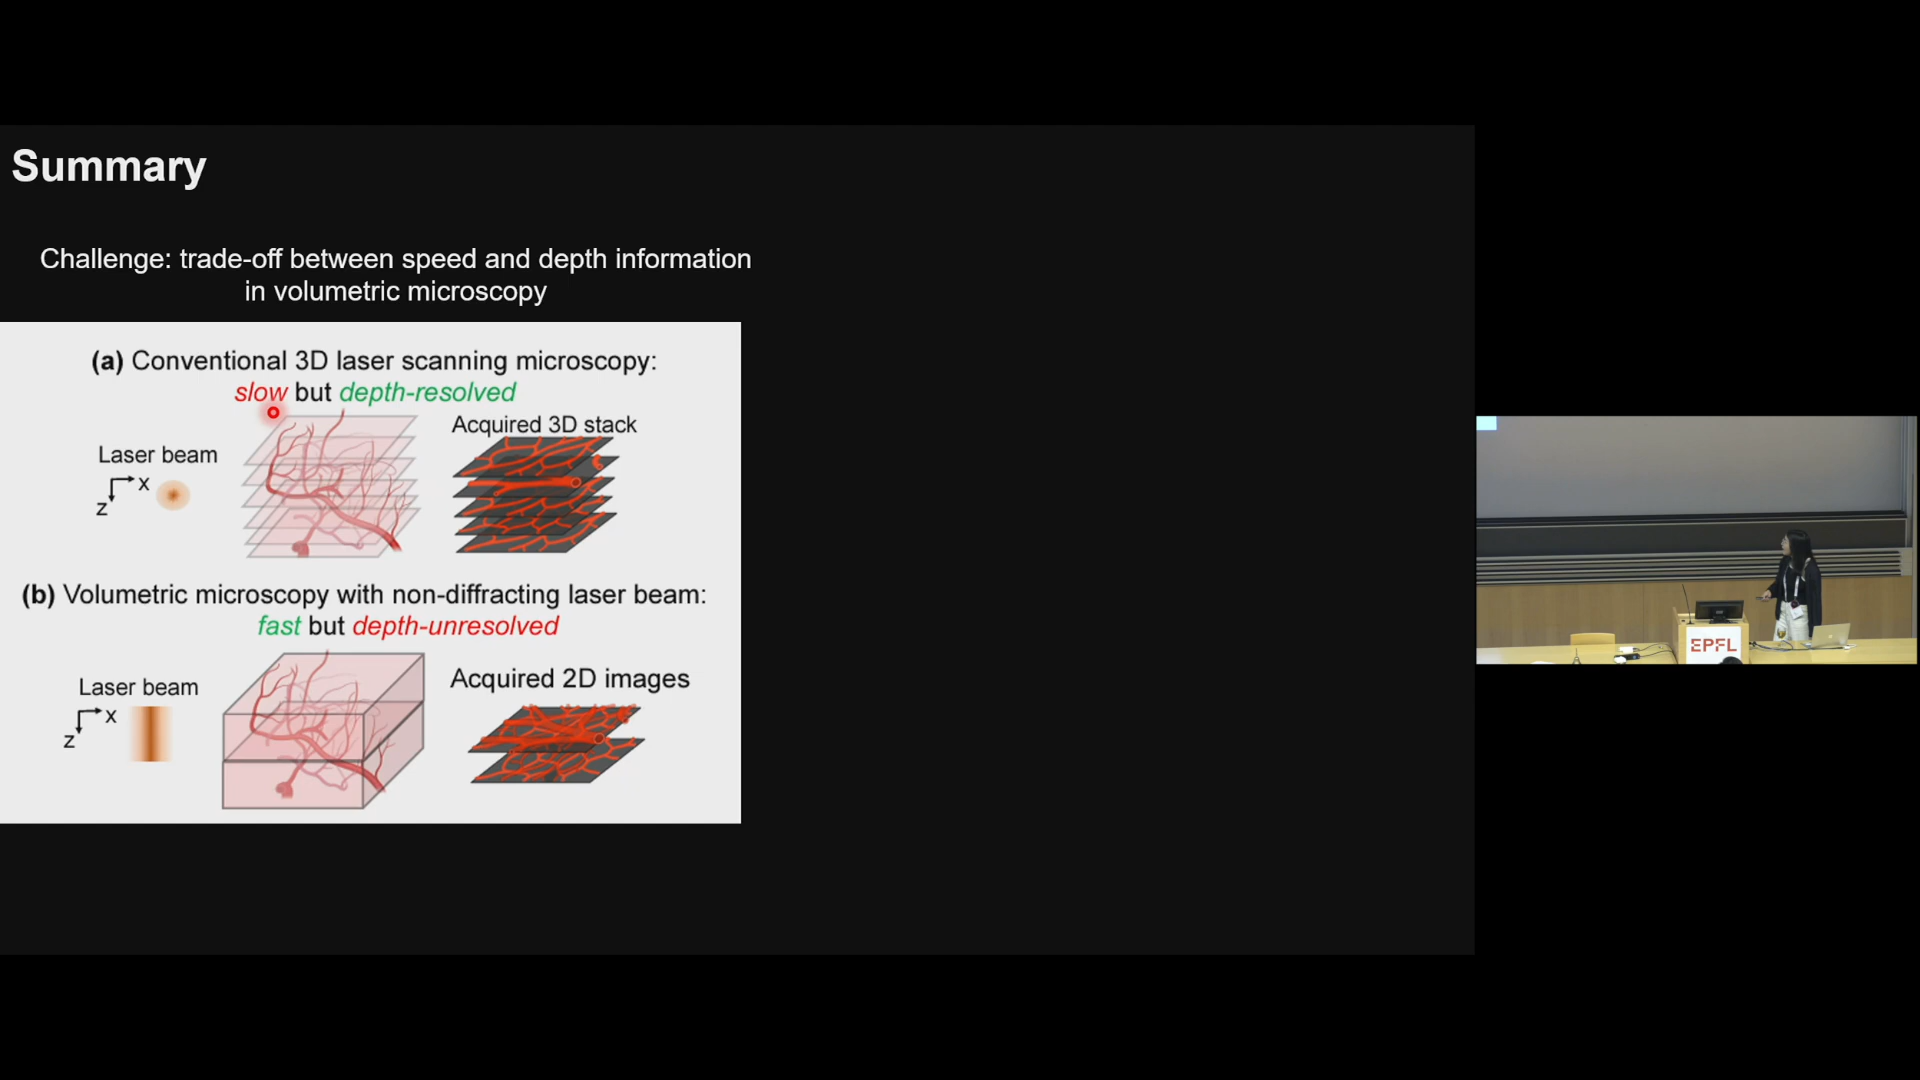 Summary
Challenge: trade-off between speed and depth information
in volumetric microscopy
(a) Conventional 3D laser scanning microscopy:
slow but depth-resolved
Acquired 3D stack
Laser beam
x
z
(b) Volumetric microscopy with non-diffracting laser beam:
fast but depth-unresolved
Acquired 2D images
Laser beam
x
z
EPFL